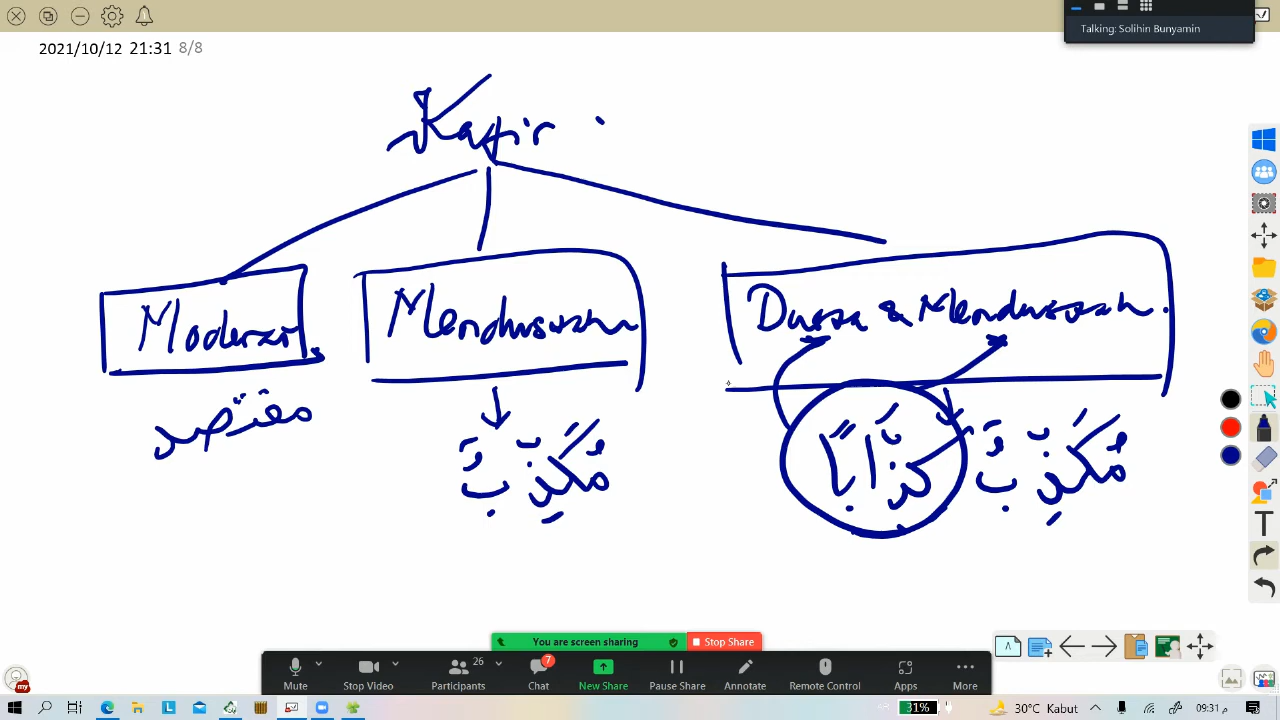 Talking: Solihin Bunyamin
2021/10/12 21:31 8/8
Kafir
Moderat
Mendustakan
Dusta & Mendustakan.
مقتصد
مُكَذِّبٌ
كَذَّابًا
مُكَذِّبٌ
You are screen sharing
Stop Share
26
7
Mute
Stop Video
Participants
Chat
New Share
Pause Share
Annotate
Remote Control
Apps
More
31%
30°C Kabut
09:31 م